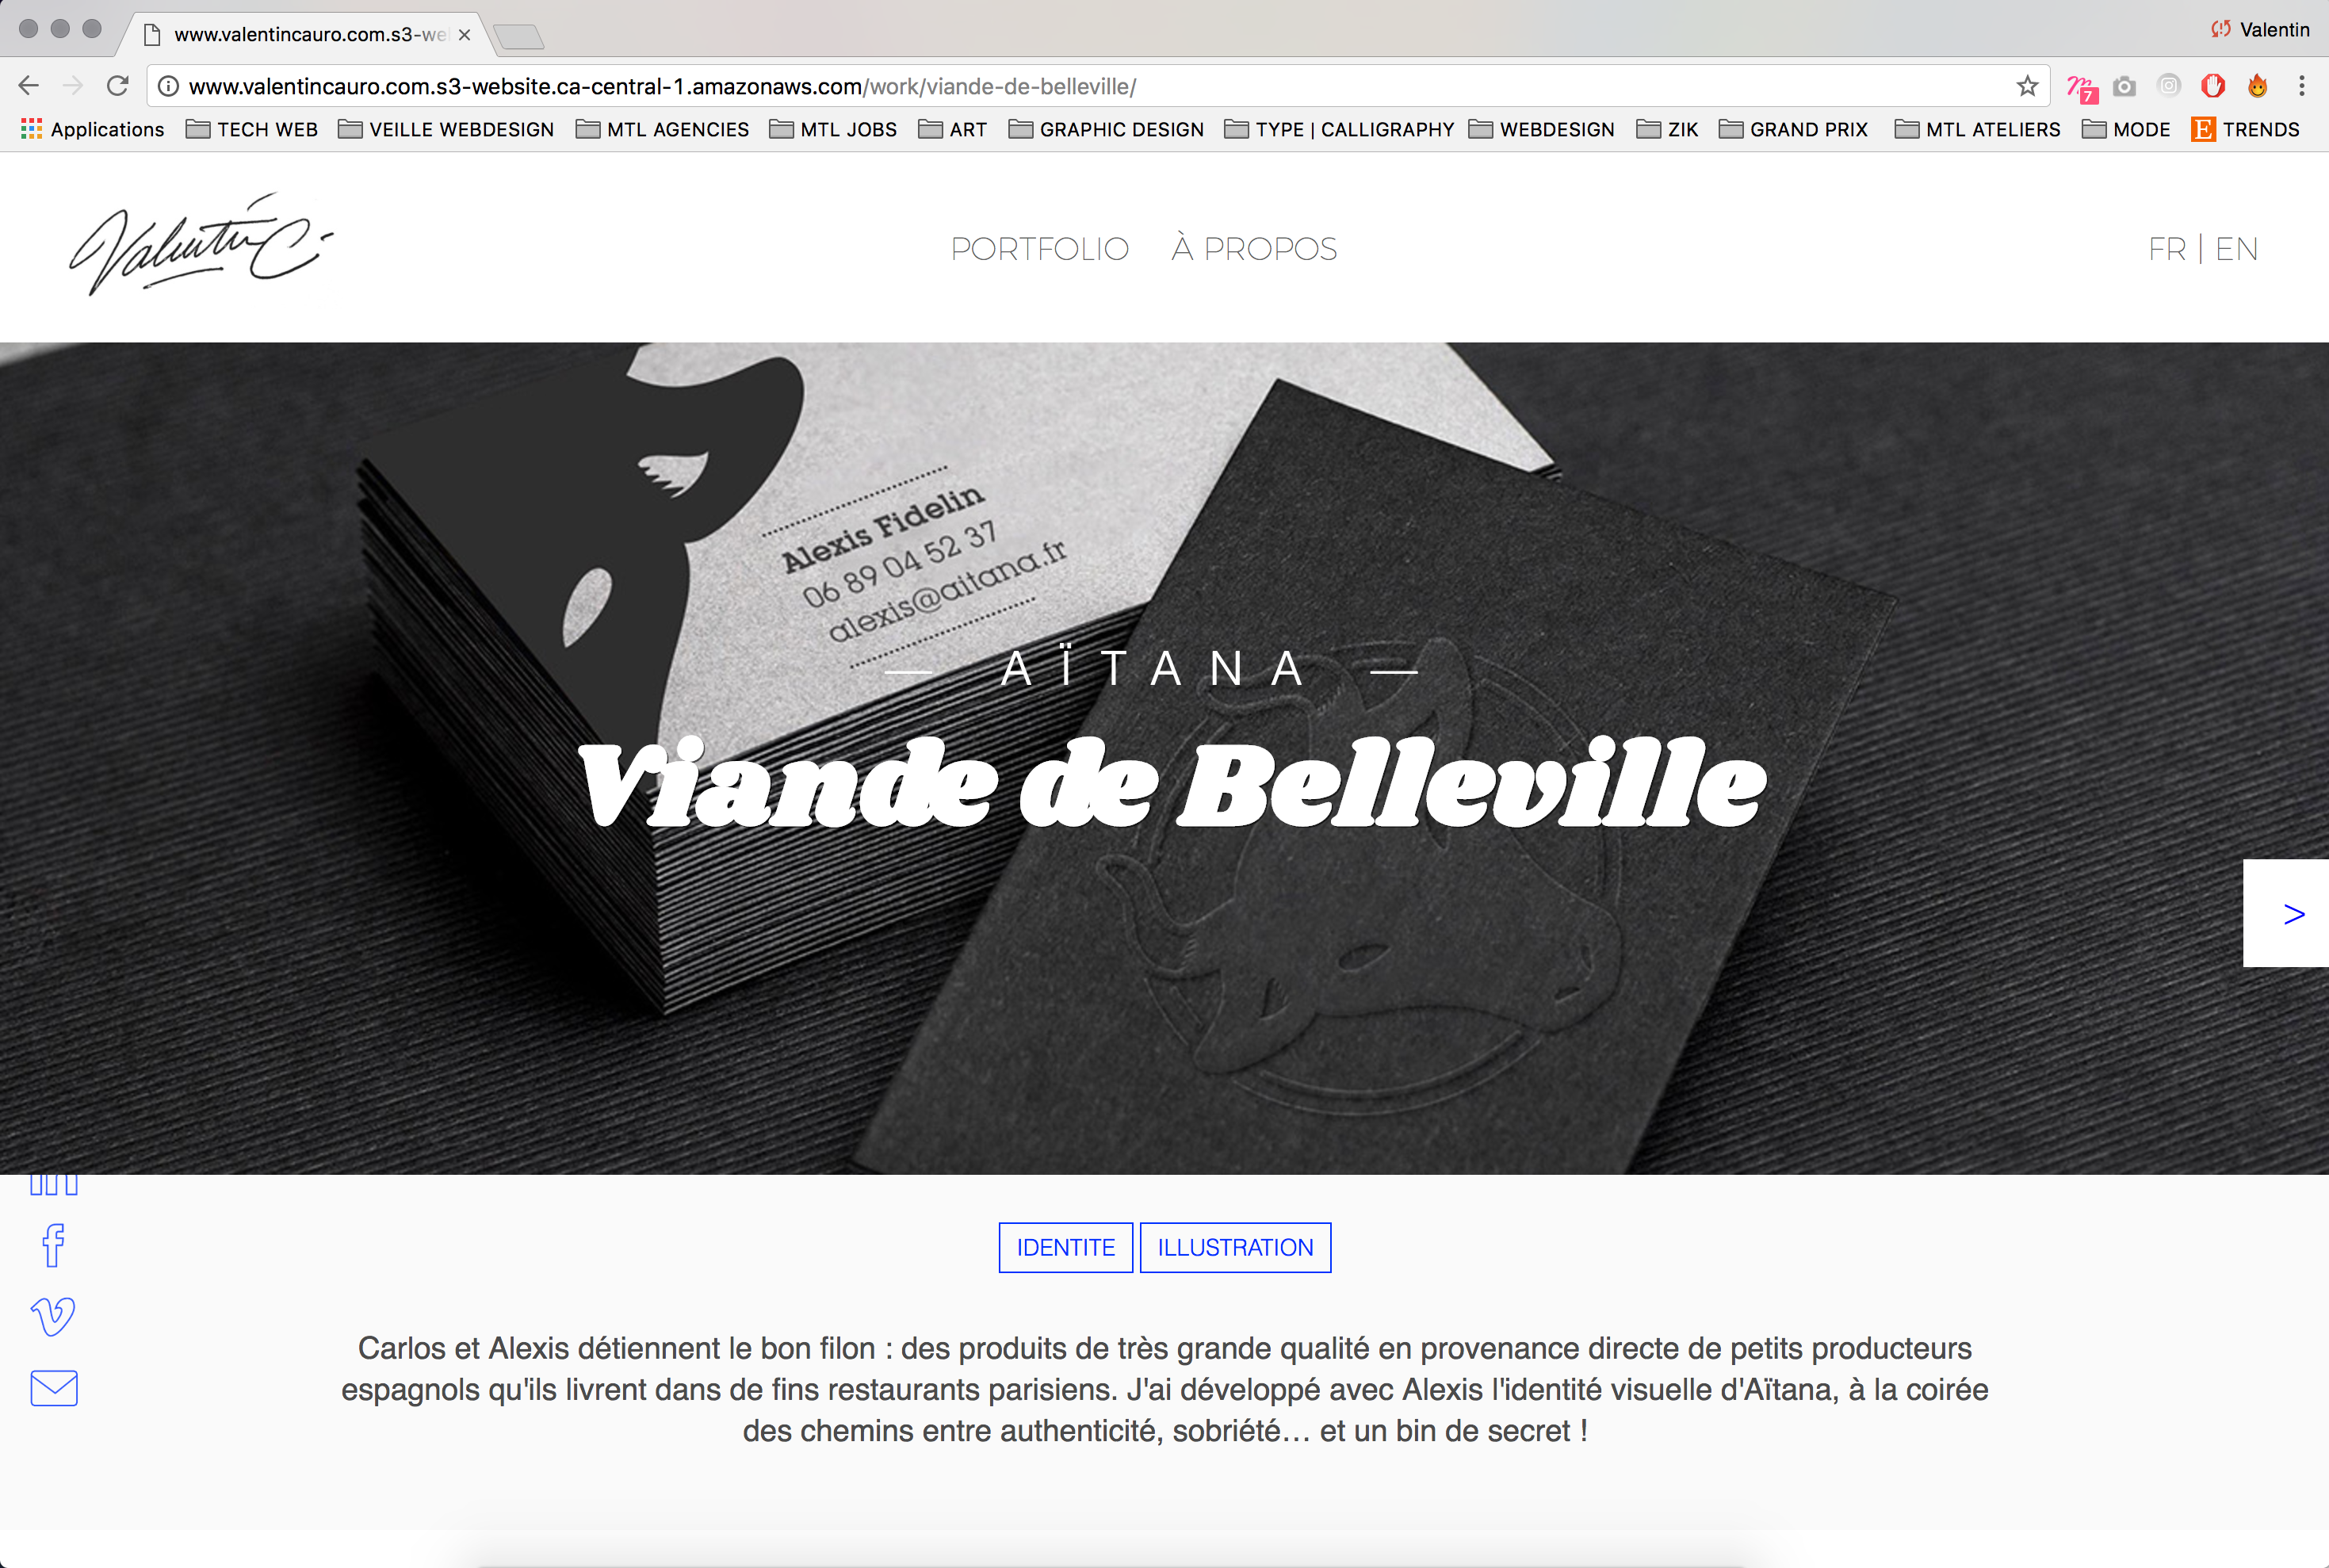 www.valentincauro.com.s3-we
Valentin
www.valentincauro.com.s3-website.ca-central-1.amazonaws.com/work/viande-de-belleville/
7
Applications TECH WEB VEILLE WEBDESIGN MTL AGENCIES MTL JOBS ART GRAPHIC DESIGN TYPE | CALLIGRAPHY WEBDESIGN ZIK GRAND PRIX MTL ATELIERS MODE E TRENDS
Valentin C.
PORTFOLIO À PROPOS
FR | EN
Alexis Fidelin
06 89 04 52 37
alexis@aitana.fr
— AÏTANA —
Viande de Belleville
>
IDENTITE ILLUSTRATION
Carlos et Alexis détiennent le bon filon : des produits de très grande qualité en provenance directe de petits producteurs
espagnols qu'ils livrent dans de fins restaurants parisiens. J'ai développé avec Alexis l'identité visuelle d'Aïtana, à la coirée
des chemins entre authenticité, sobriété… et un bin de secret !